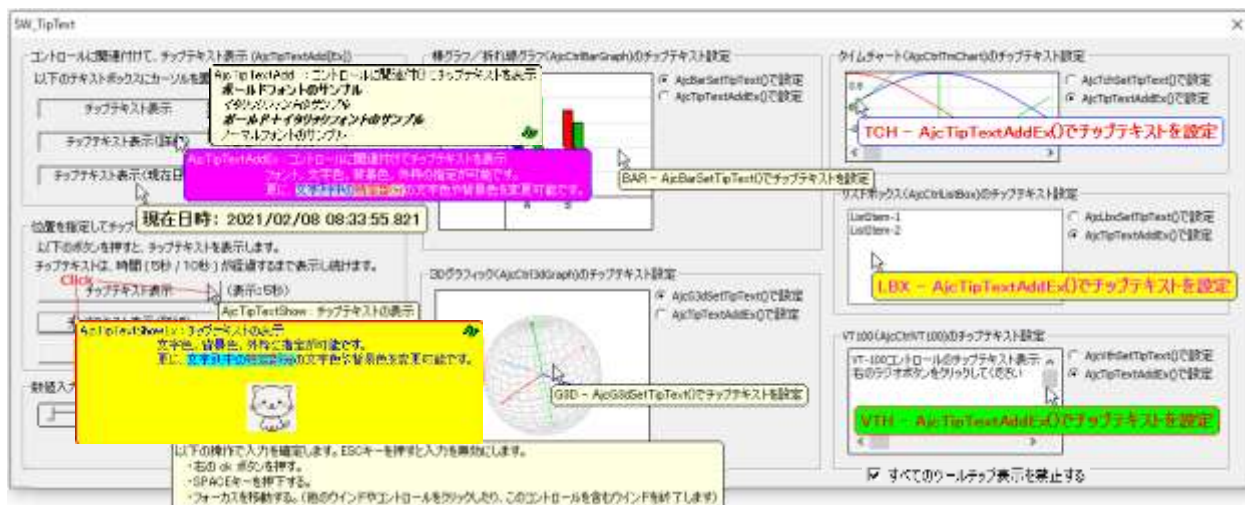 SW_TipText
コントロールに関連付けて、チップテキスト表示 (AjcTipTextAdd[Ex])
以下のテキストボックスにカーソルを置
チップテキスト表示
チップテキスト表示(詳細)
チップテキスト表示(現在日
AjcTipTextAdd : コントロールに関連付けてチップテキストを表示
ボールドフォントのサンプル
イタリックフォントのサンプル
ボールド+イタリックフォントのサンプル
ノーマルフォントのサンプル
AjcTipTextAddEx : コントロールに関連付けてチップテキストを表示
フォント、文字色、背景色、外枠の指定が可能です。
更に、文字列中の指定部分の文字色や背景色を変更可能です。
現在日時: 2021/02/08 08:33:55.821
位置を指定してチップ
以下のボタンを押すと、チップテキストを表示します。
チップテキストは、時間(5秒 / 10秒)が経過するまで表示し続けます。
Click
チップテキスト表示
(表示:5秒)
AjcTipTextShow : チップテキストの表示
AjcTipTextShowEx : チップテキストの表示
文字色、背景色、外枠に指定が可能です。
更に、文字列中の指定部分の文字色や背景色を変更可能です。
数値入力
以下の操作で入力を確定します。ESCキーを押すと入力を無効にします。
・右の ok ボタンを押す。
・SPACEキーを押下する。
・フォーカスを移動する。(他のウインドやコントロールをクリックしたり、このコントロールを含むウインドを終了します)
棒グラフ/折れ線グラフ(AjcCtrlBarGraph)のチップテキスト設定
AjcBarSetTipText()で設定
AjcTipTextAddEx()で設定
BAR - AjcBarSetTipText()でチップテキストを設定
A
B
3Dグラフィック(AjcCtrl3dGraph)のチップテキスト設定
AjcG3dSetTipText()で設定
AjcTipTextAddEx()で設定
G3D - AjcG3dSetTipText()でチップテキストを設定
タイムチャート(AjcCtrlTmChart)のチップテキスト設定
AjcTchSetTipText()で設定
AjcTipTextAddEx()で設定
TCH - AjcTipTextAddEx()でチップテキストを設定
リストボックス(AjcCtrlListBox)のチップテキスト設定
ListItem-1
ListItem-2
AjcLbxSetTipText()で設定
AjcTipTextAddEx()で設定
LBX - AjcTipTextAddEx()でチップテキストを設定
VT100(AjcCtrlVT100)のチップテキスト設定
VT-100コントロールのチップテキスト表示
右のラジオボタンをクリックしてください
AjcVthSetTipText()で設定
AjcTipTextAddEx()で設定
VTH - AjcTipTextAddEx()でチップテキストを設定
すべてのツールチップ表示を禁止する